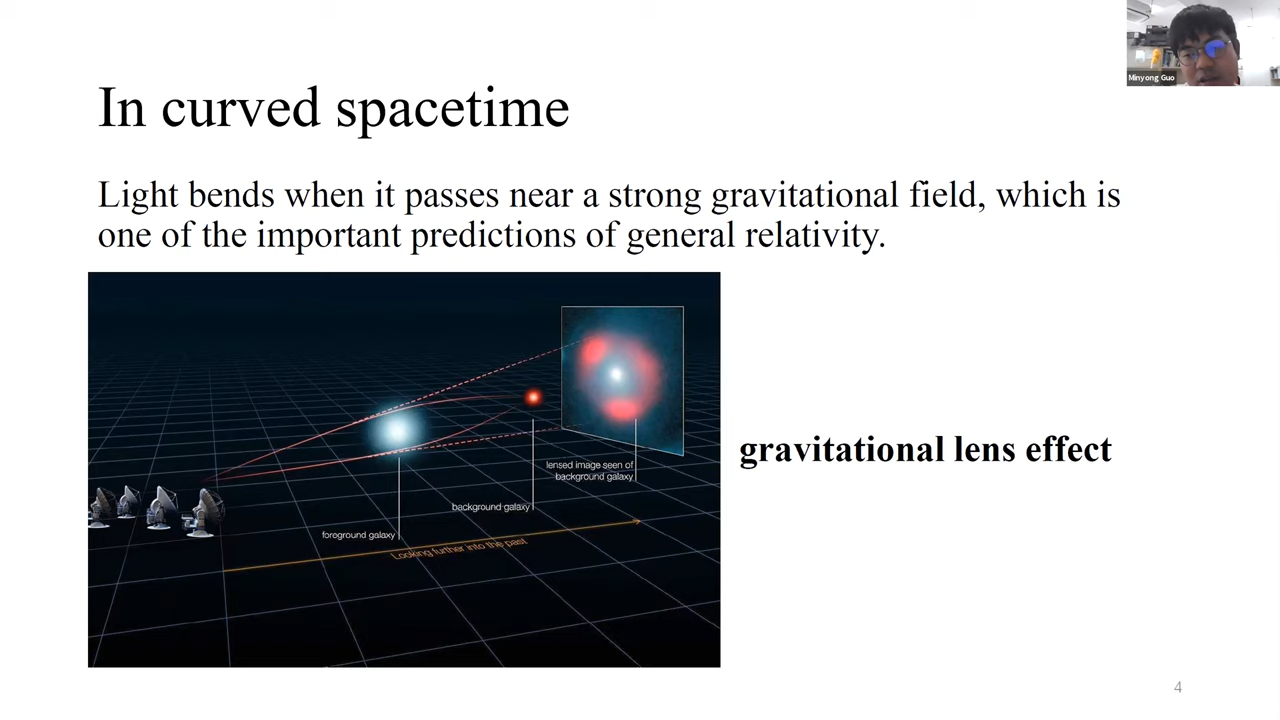 Minyong Guo
In curved spacetime
Light bends when it passes near a strong gravitational field, which is
one of the important predictions of general relativity.
lensed image seen of
background galaxy
background galaxy
foreground galaxy
Looking further into the past
gravitational lens effect
4